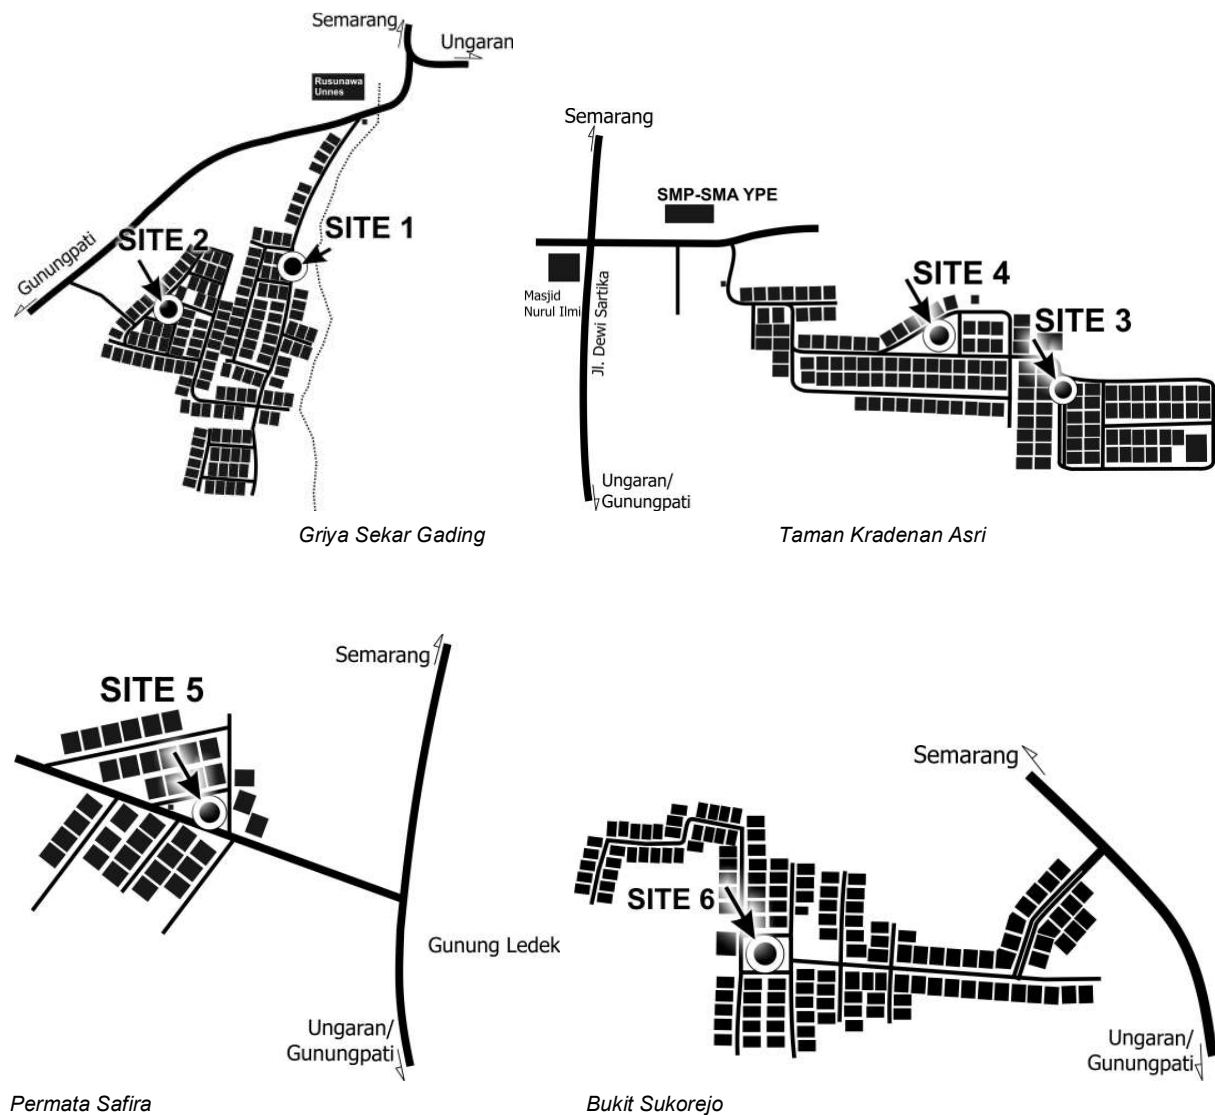 Semarang
Ungaran
Rusunawa
Unnes
SITE 1
SITE 2
Gunungpati
Griya Sekar Gading
Semarang
SMP-SMA YPE
Masjid
Nurul Ilmi
Jl. Dewi Sartika
SITE 4
SITE 3
Ungaran/
Gunungpati
Taman Kradenan Asri
Semarang
SITE 5
Gunung Ledek
Ungaran/
Gunungpati
Permata Safira
Semarang
SITE 6
Ungaran/
Gunungpati
Bukit Sukorejo